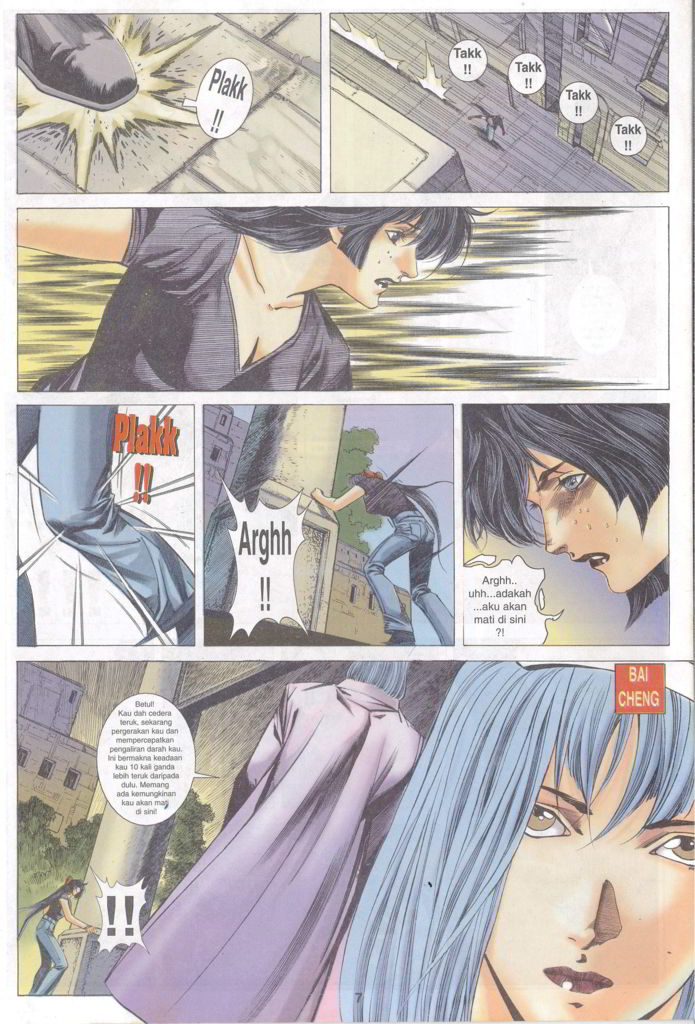 Plakk
!!
Takk
!!
Takk
!!
Takk
!!
Takk
!!
Plakk
!!
Arghh
!!
Arghh..
uhh...adakah
...aku akan
mati di sini
?!
BAI
CHENG
Betul!
Kau dah cedera
teruk, sekarang
pergerakan kau dan
mempercepatkan
pengaliran darah kau.
Ini bermakna keadaan
kau 10 kali ganda
lebih teruk daripada
dulu. Memang
ada kemungkinan
kau akan mati
di sini!
!!
7